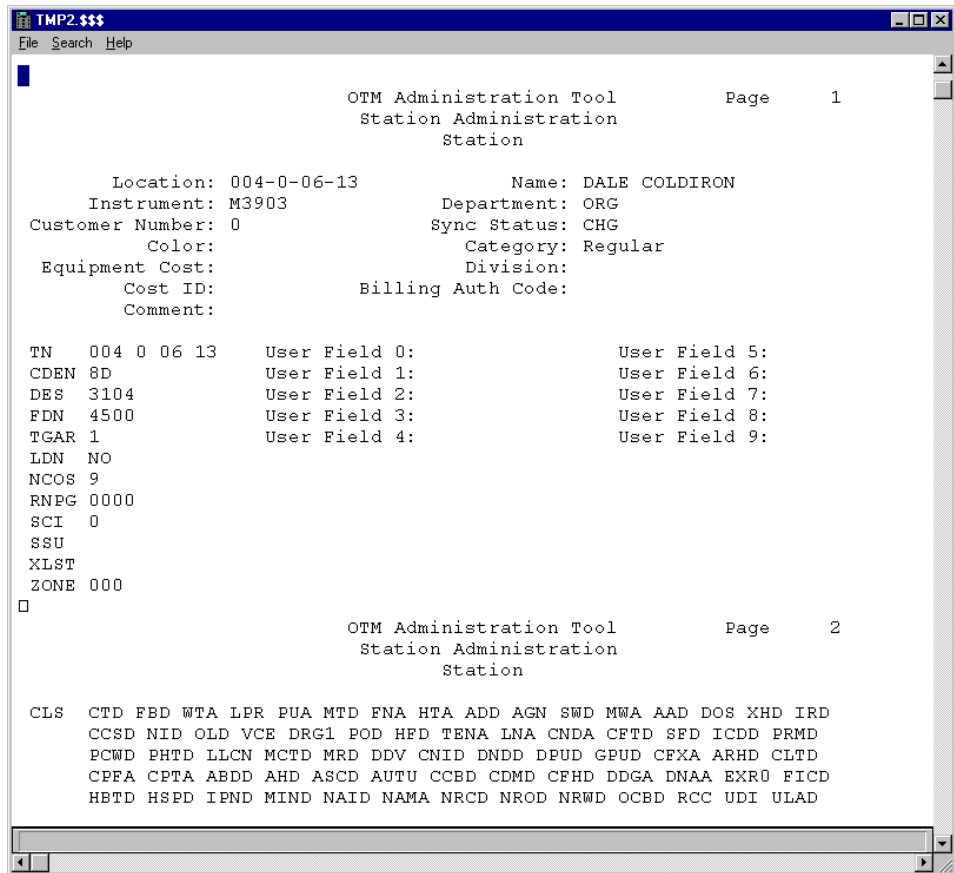 TMP2.$$$
File Search Help
OTM Administration Tool Page 1
Station Administration
Station
Location: 004-0-06-13 Name: DALE COLDIRON
Instrument: M3903 Department: ORG
Customer Number: 0 Sync Status: CHG
Color: Category: Regular
Equipment Cost: Division:
Cost ID: Billing Auth Code:
Comment:
TN 004 0 06 13 User Field 0: User Field 5:
CDEN 8D User Field 1: User Field 6:
DES 3104 User Field 2: User Field 7:
FDN 4500 User Field 3: User Field 8:
TGAR 1 User Field 4: User Field 9:
LDN NO
NCOS 9
RNPG 0000
SCI 0
SSU
XLST
ZONE 000
OTM Administration Tool Page 2
Station Administration
Station
CLS CTD FBD WTA LPR PUA MTD FNA HTA ADD AGN SWD MWA AAD DOS XHD IRD
CCSD NID OLD VCE DRG1 POD HFD TENA LNA CNDA CFTD SFD ICDD PRMD
PCWD PHTD LLCN MCTD MRD DDV CNID DNDD DPUD GPUD CFXA ARHD CLTD
CPFA CPTA ABDD AHD ASCD AUTU CCBD CDMD CFHD DDGA DNAA EXR0 FICD
HBTD HSPD IPND MIND NAID NAMA NRCD NROD NRWD OCBD RCC UDI ULAD